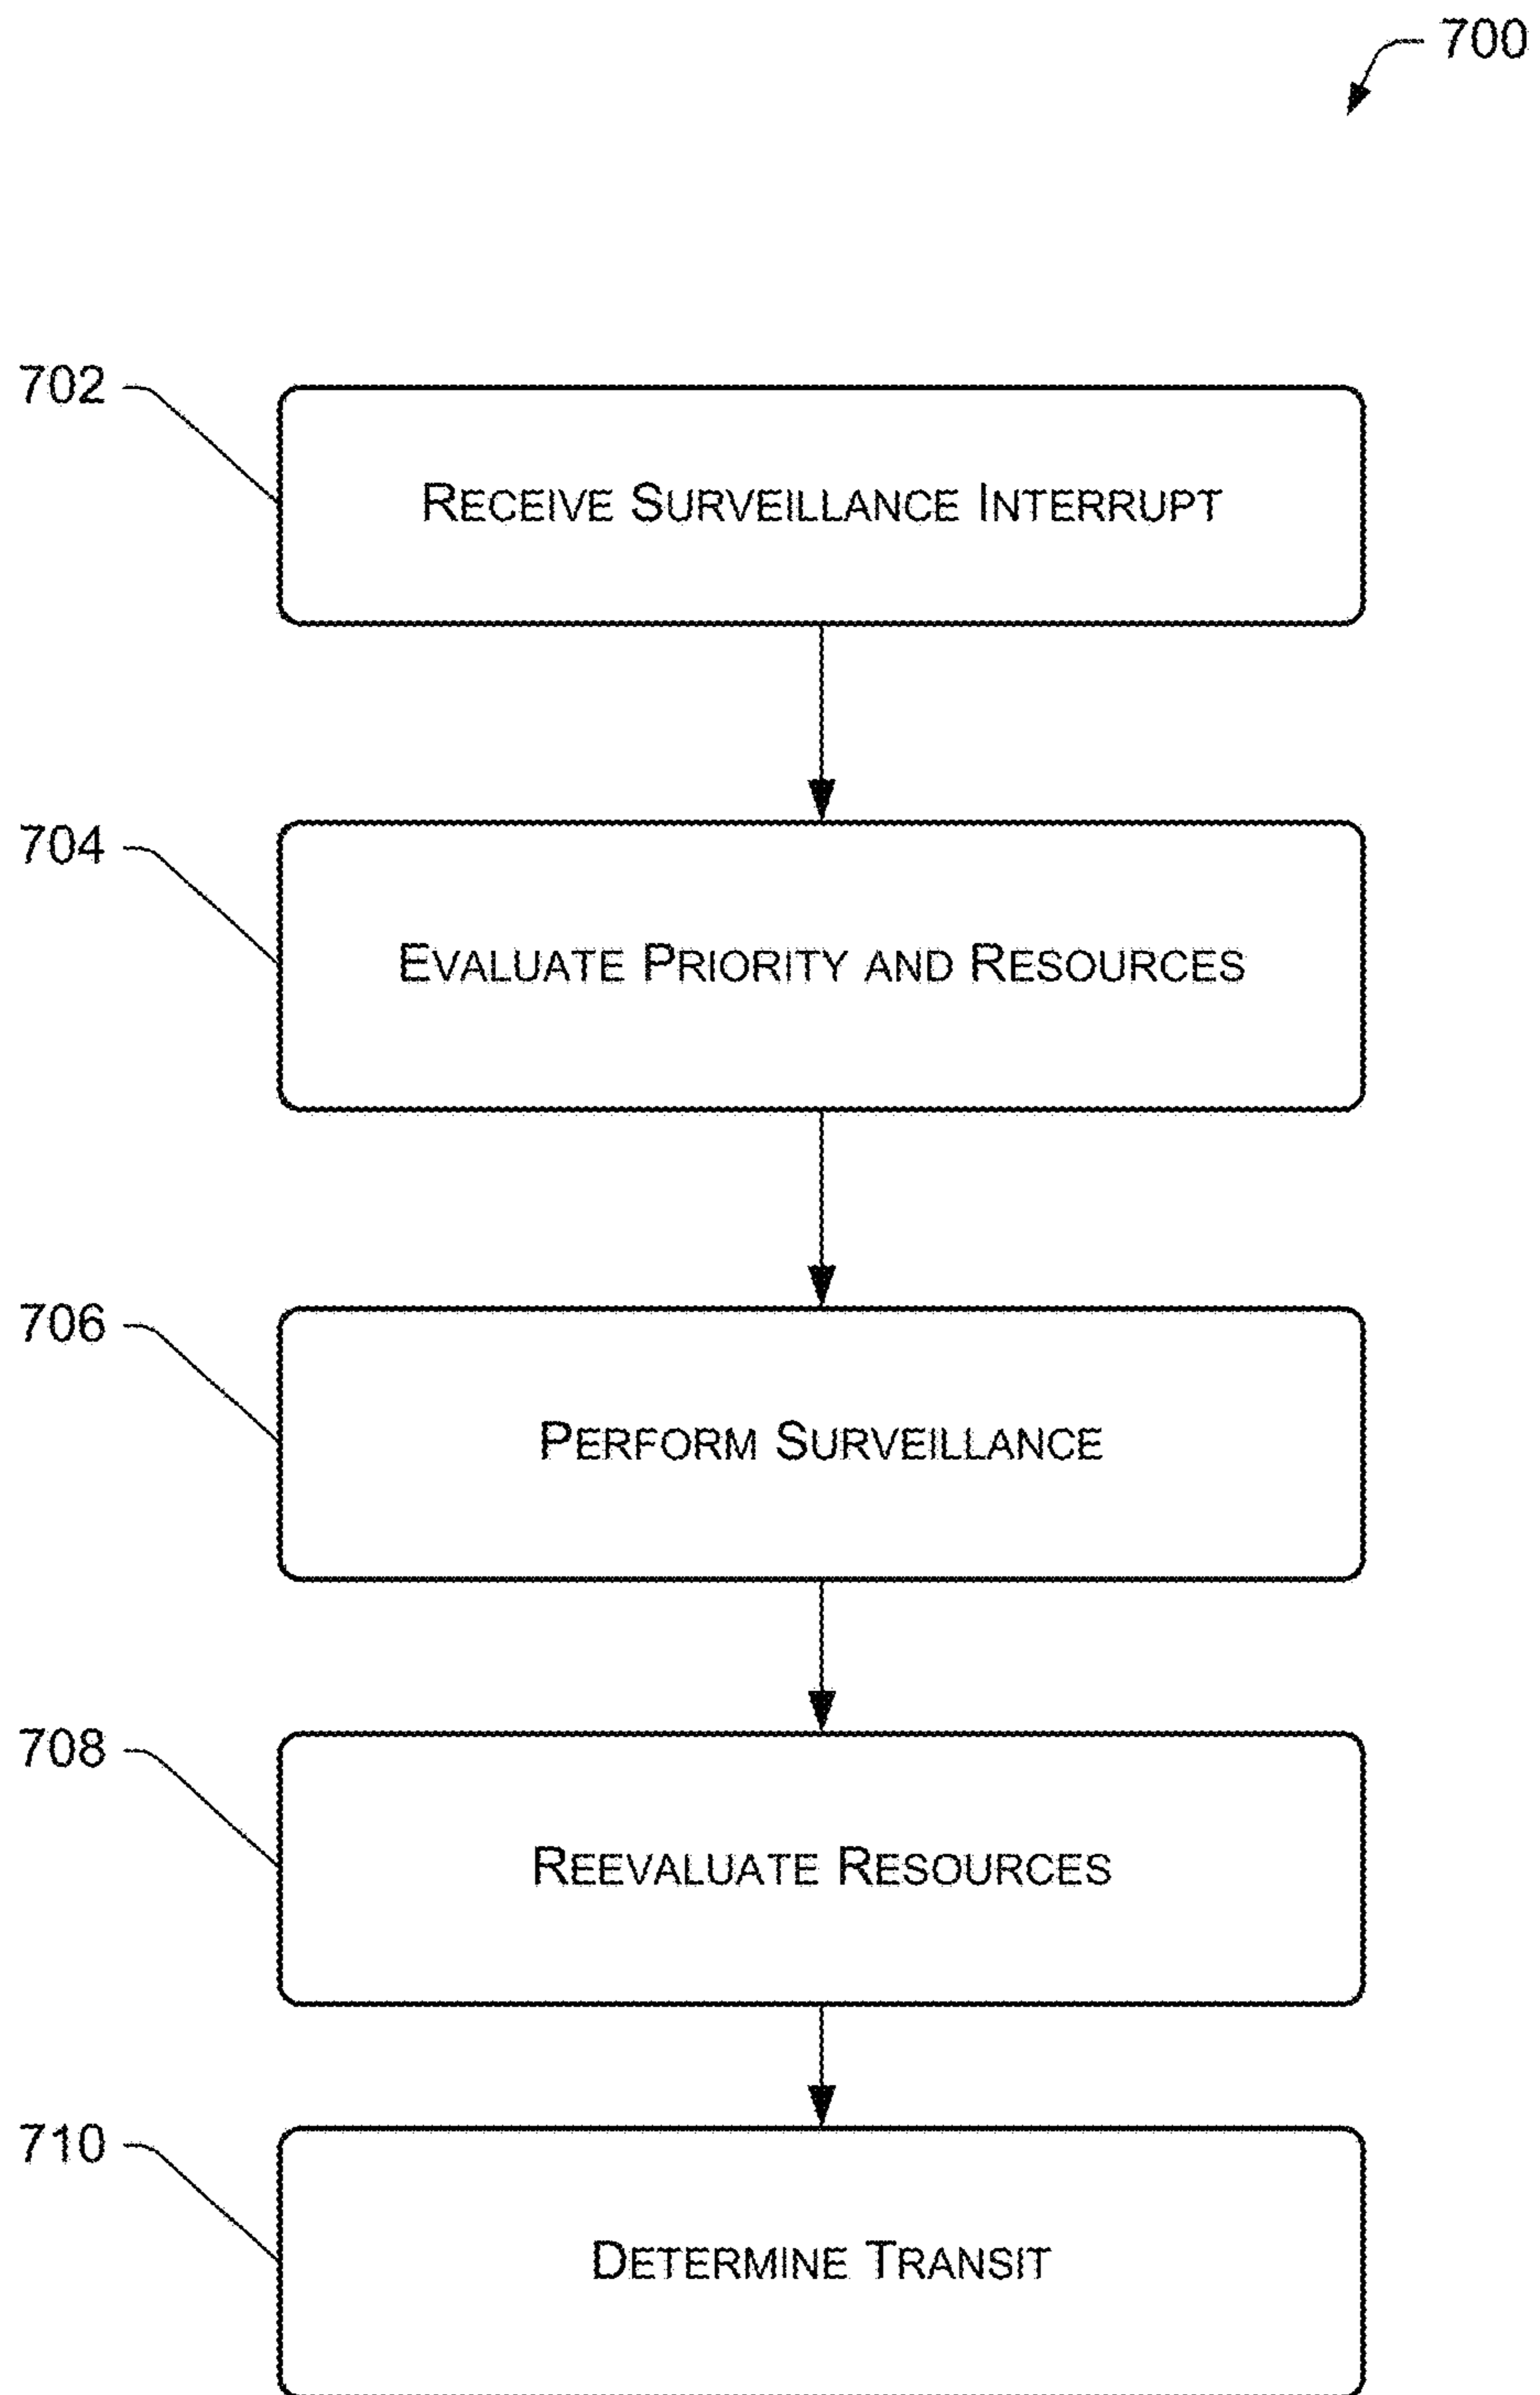 700
702
RECEIVE SURVEILLANCE INTERRUPT
704
EVALUATE PRIORITY AND RESOURCES
706
PERFORM SURVEILLANCE
708
REEVALUATE RESOURCES
710
DETERMINE TRANSIT